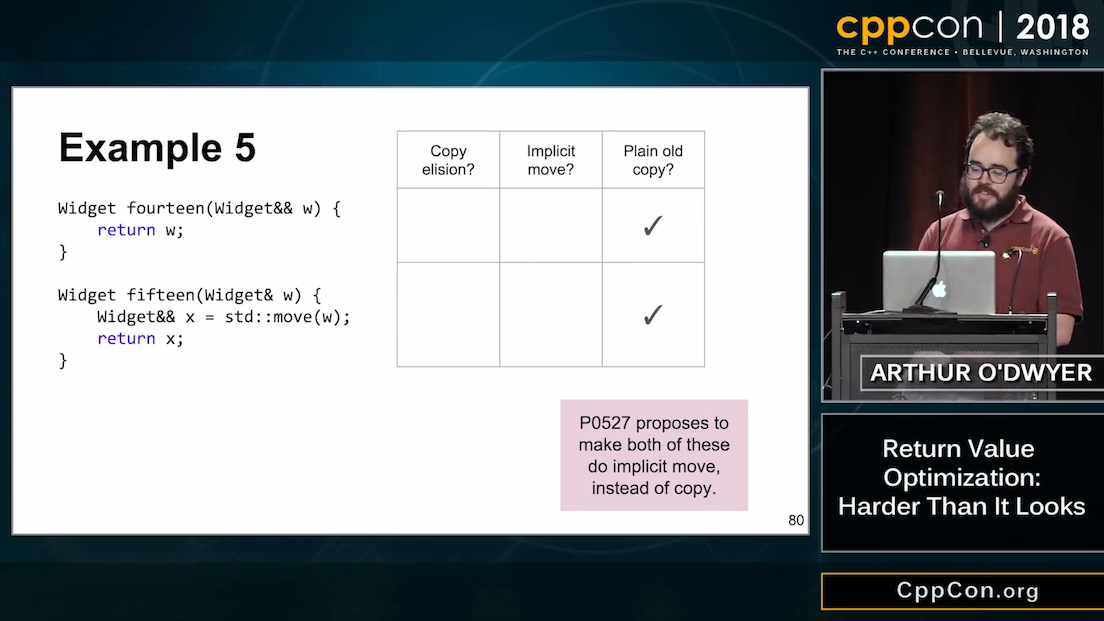 cppcon | 2018
THE C++ CONFERENCE • BELLEVUE, WASHINGTON
Example 5
Widget fourteen(Widget&& w) {
    return w;
}
Widget fifteen(Widget& w) {
    Widget&& x = std::move(w);
    return x;
}
Copy
elision?
Implicit
move?
Plain old
copy?
✓
✓
P0527 proposes to
make both of these
do implicit move,
instead of copy.
80
ARTHUR O'DWYER
Return Value
Optimization:
Harder Than It Looks
CppCon.org